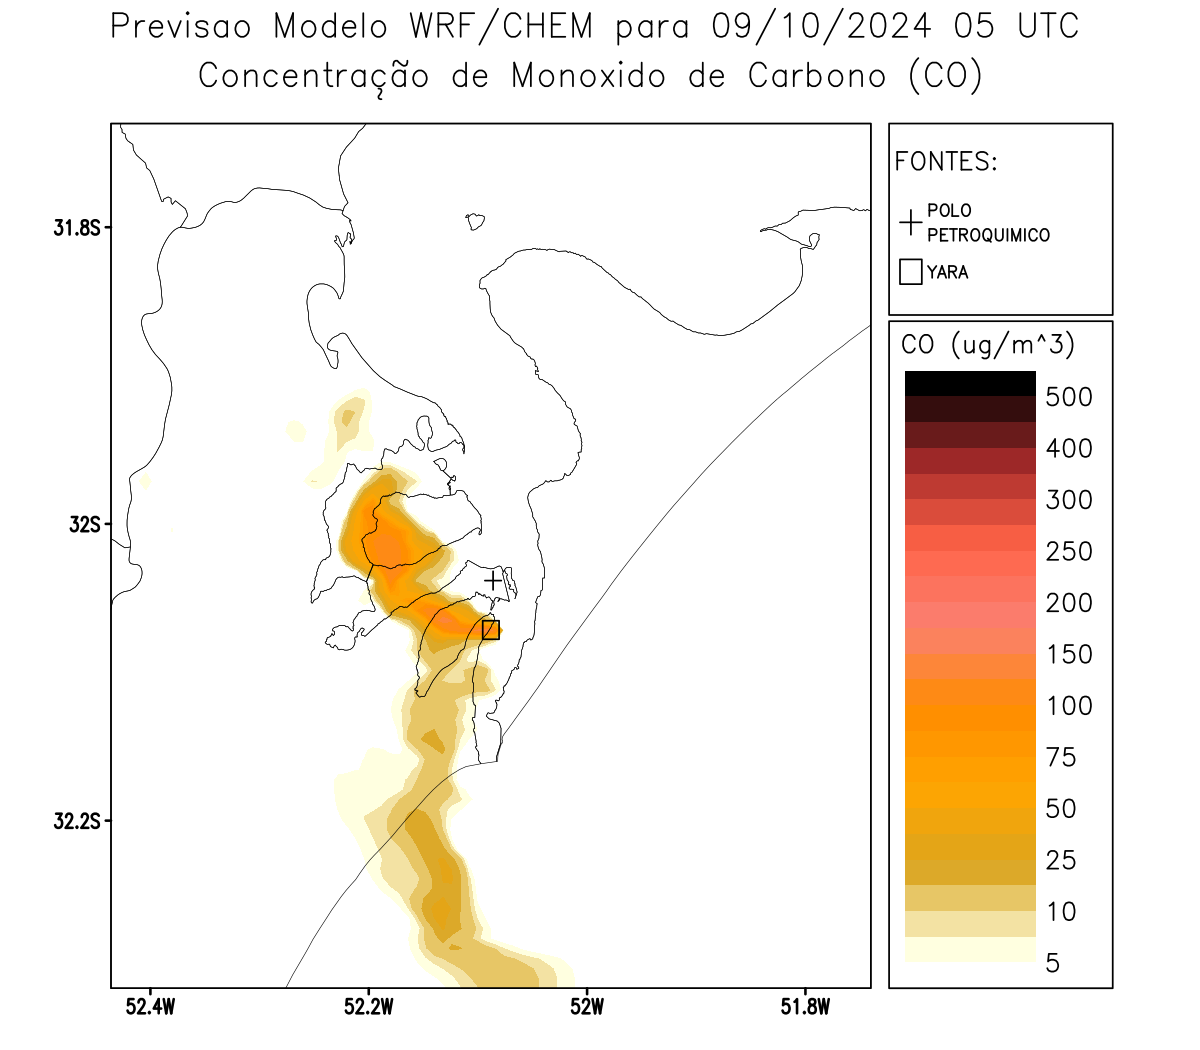 Previsao Modelo WRF/CHEM para 09/10/2024 05 UTC
Concentração de Monoxido de Carbono (CO)
FONTES:
POLO
PETROQUIMICO
YARA
CO (ug/m^3)
500
400
300
250
200
150
100
75
50
25
10
5
31.8S
32S
32.2S
52.4W
52.2W
52W
51.8W